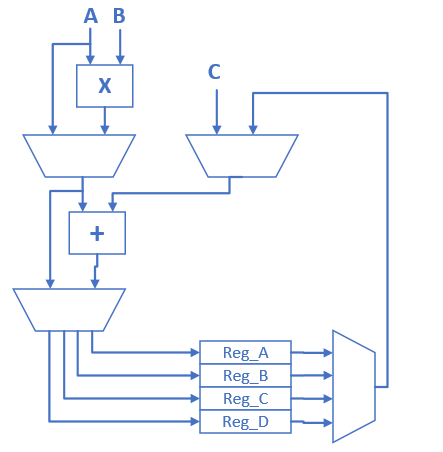 A B
X
C
+
Reg_A
Reg_B
Reg_C
Reg_D